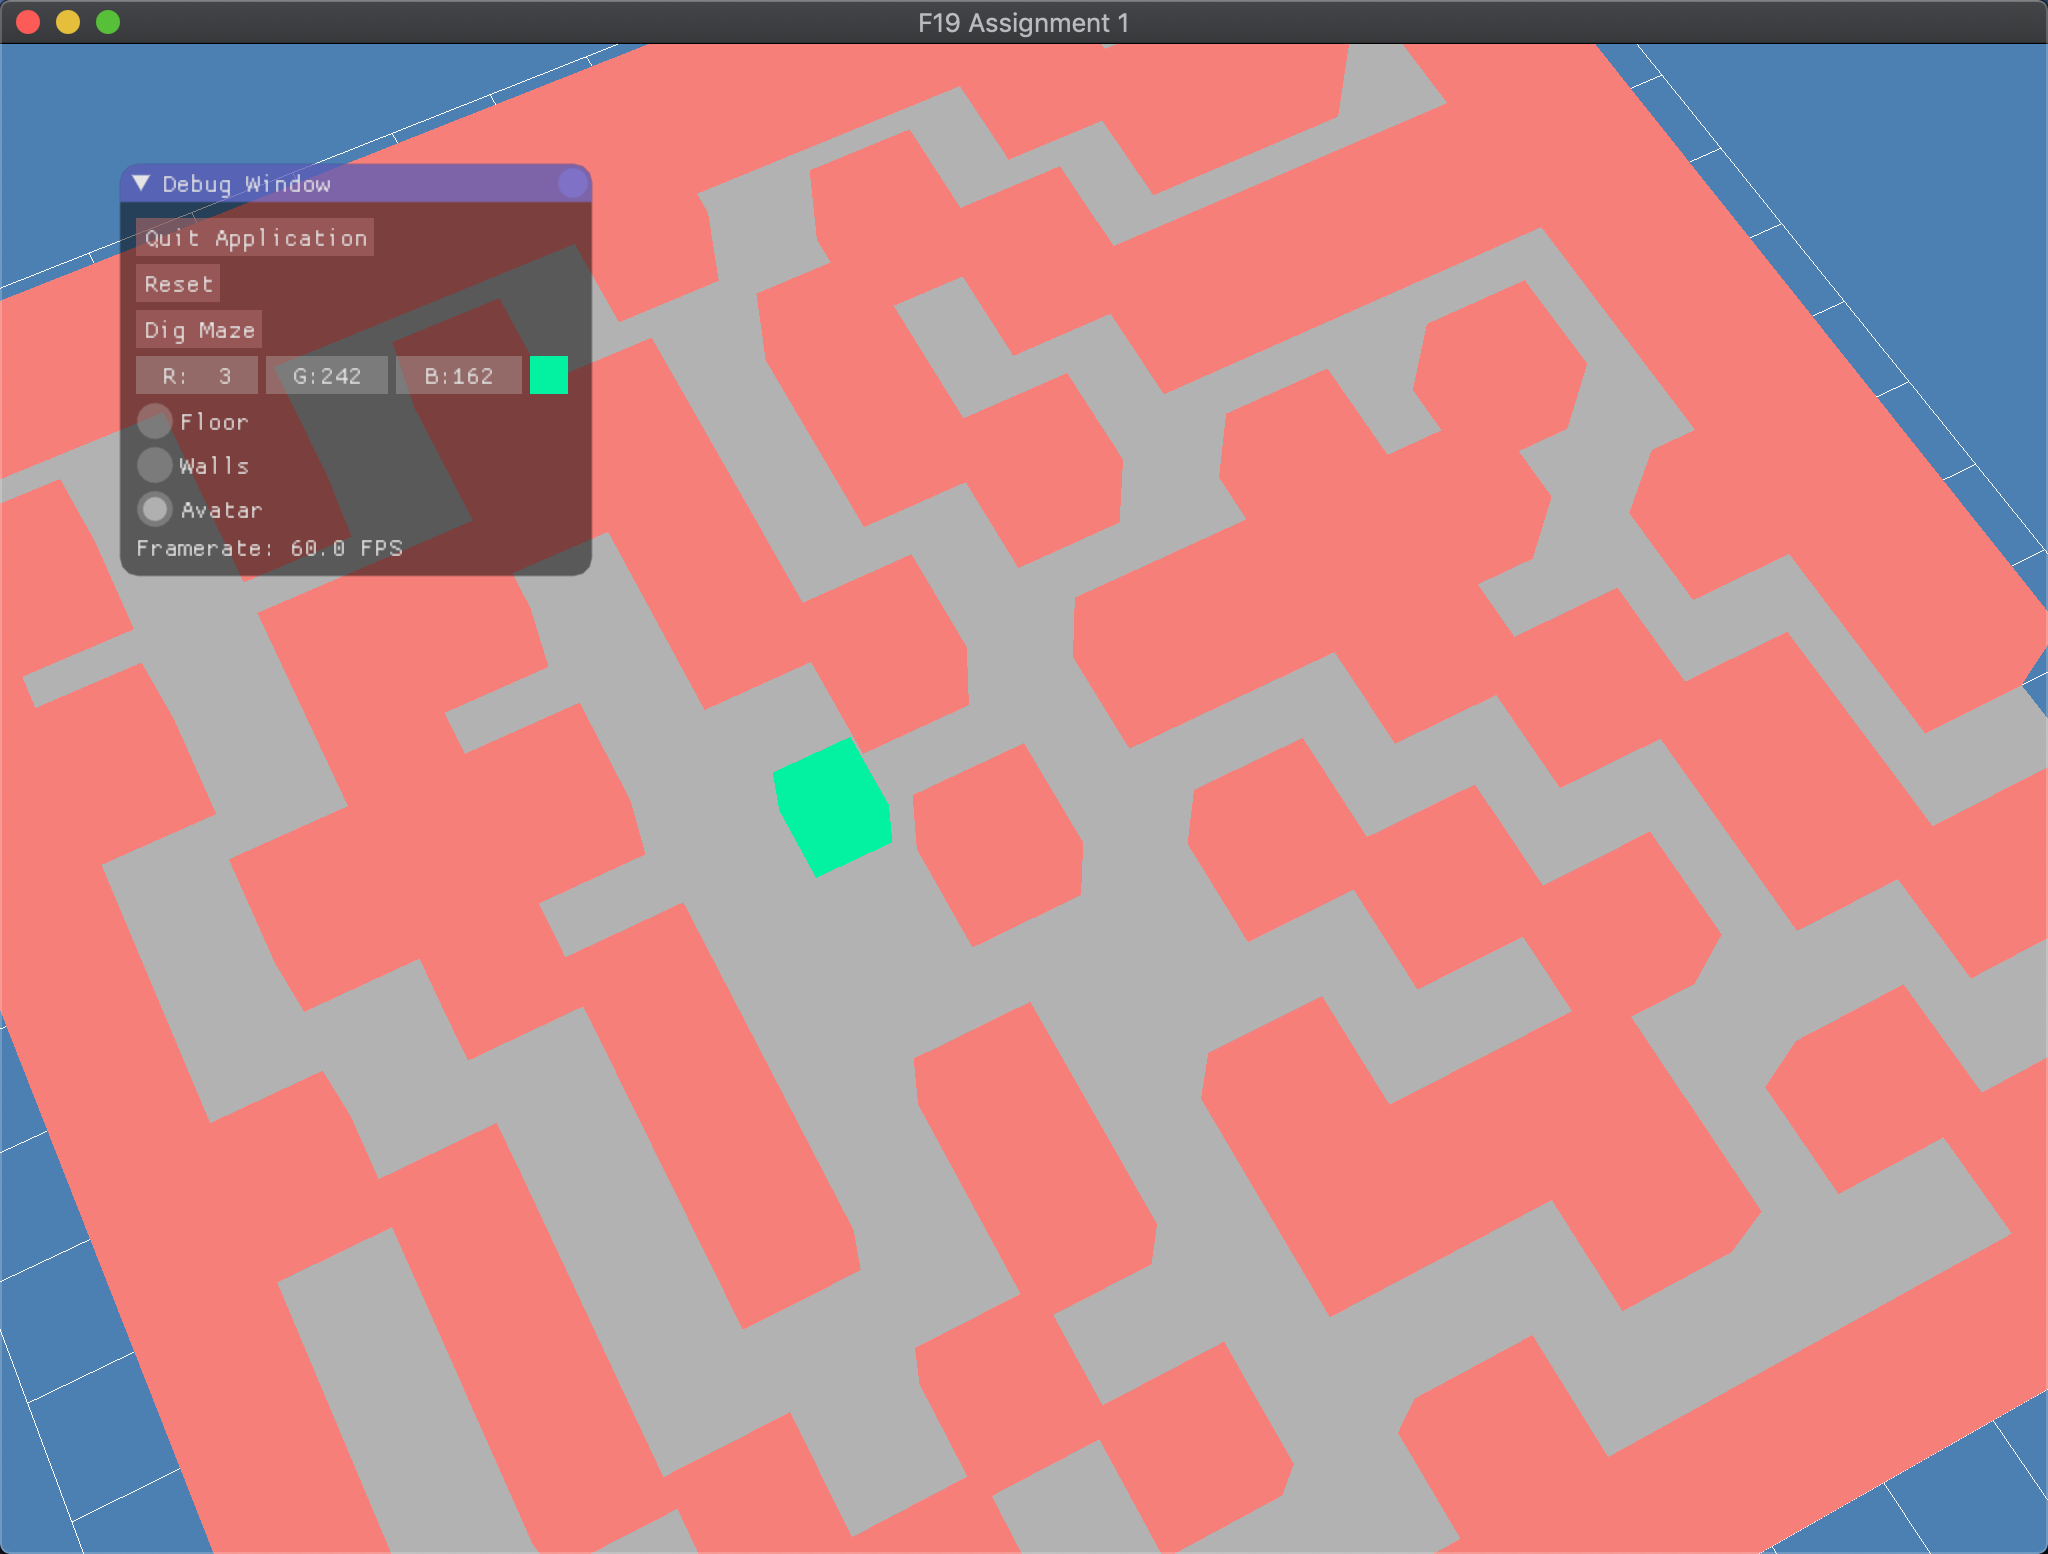 F19 Assignment 1
Debug Window
Quit Application
Reset
Dig Maze
R: 3 G:242 B:162
Floor
Walls
Avatar
Framerate: 60.0 FPS